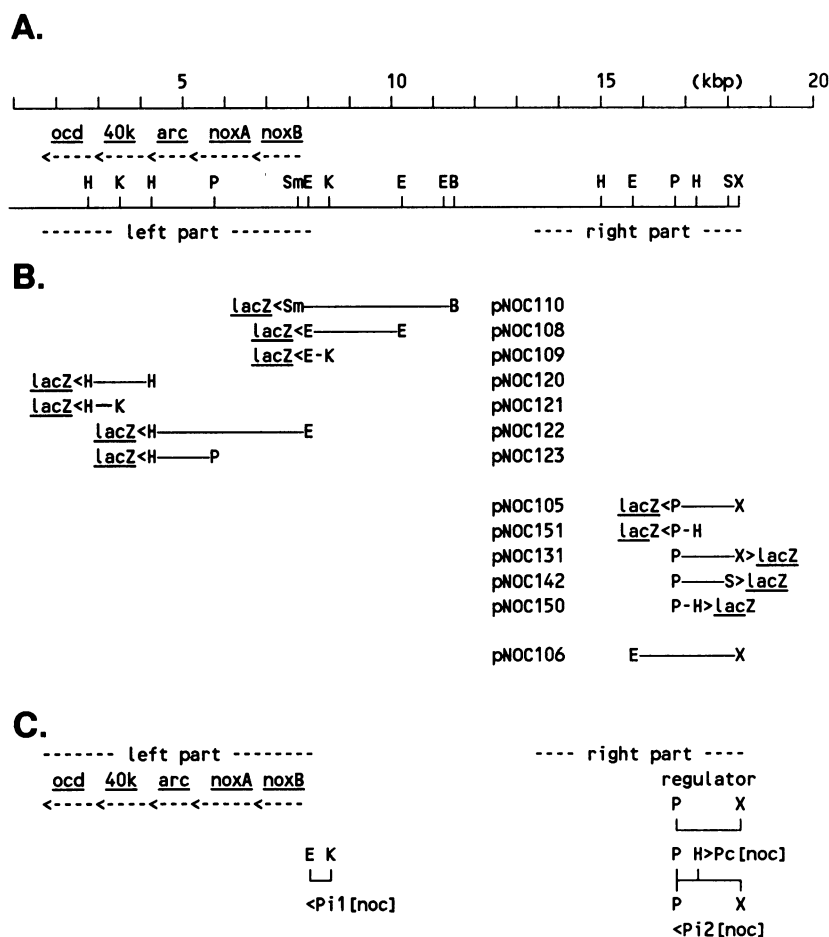 A.
5 10 15 (kbp) 20
ocd 40k arc noxA noxB
<----<----<----<-----<-----
H K H P SmE K E EB H E P H SX
------- left part ------- ---- right part ----
B.
lacZ<Sm B pNOC110
lacZ<E E pNOC108
lacZ<E-K pNOC109
lacZ<H H pNOC120
lacZ<H K pNOC121
lacZ<H E pNOC122
lacZ<H P pNOC123
pNOC105 lacZ<P X
pNOC151 lacZ<P-H
pNOC131 P X>lacZ
pNOC142 P S>lacZ
pNOC150 P-H>lacZ
pNOC106 E X
C.
------- left part ------- ---- right part ----
ocd 40k arc noxA noxB regulator
<----<----<----<-----<-----
P X
E K P H>Pc[noc]
<Pi1[noc] P X
<Pi2[noc]